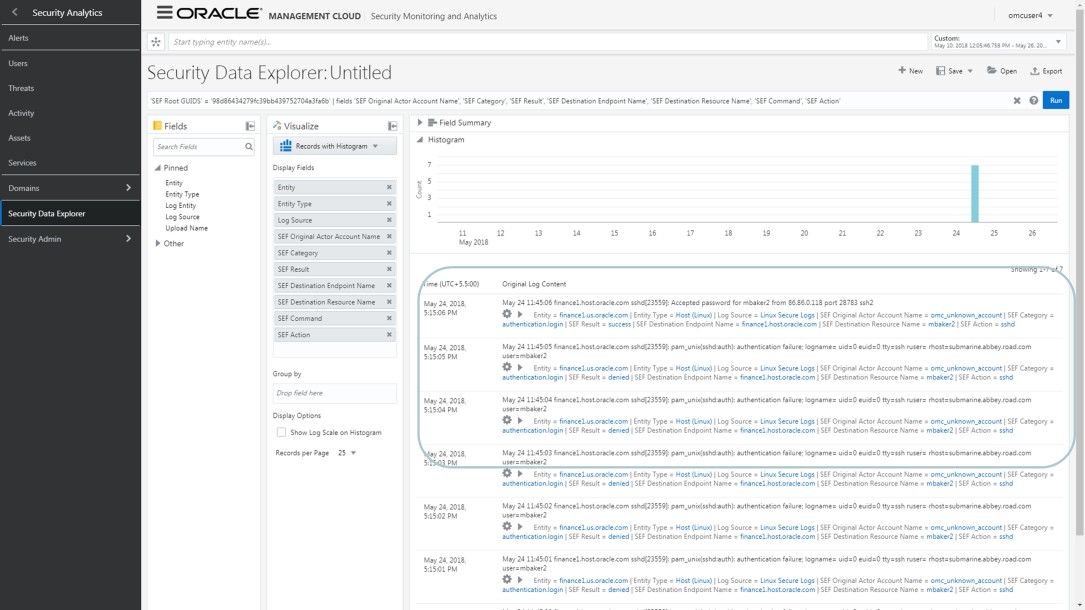 Security Analytics
Alerts
Users
Threats
Activity
Assets
Services
Domains
Security Data Explorer
Security Admin
ORACLE® MANAGEMENT CLOUD | Security Monitoring and Analytics
omcuser4
Start typing entity name(s)...
Custom:
May 10, 2018 12:05:46.758 PM - May 26, 20...
Security Data Explorer: Untitled
New Save Open Export
'SEF Root GUIDS' = '98d86434279fc39bb439752704a3fa6b' | fields 'SEF Original Actor Account Name', 'SEF Category', 'SEF Result', 'SEF Destination Endpoint Name', 'SEF Destination Resource Name', 'SEF Command', 'SEF Action'
Run
Fields
Search Fields
Pinned
Entity
Entity Type
Log Entity
Log Source
Upload Name
Other
Visualize
Records with Histogram
Display Fields
Entity
Entity Type
Log Source
SEF Original Actor Account Name
SEF Category
SEF Result
SEF Destination Endpoint Name
SEF Destination Resource Name
SEF Command
SEF Action
Group by
Drop field here
Display Options
Show Log Scale on Histogram
Records per Page 25
Field Summary
Histogram
Count
7
5
3
1
11 12 13 14 15 16 17 18 19 20 21 22 23 24 25 26
May 2018
Showing 1-7 of 7
Time (UTC+5.5:00) Original Log Content
May 24, 2018,
5:15:06 PM
May 24 11:45:06 finance1.host.oracle.com sshd[23559]: Accepted password for mbaker2 from 86.86.0.118 port 28783 ssh2
Entity = finance1.us.oracle.com | Entity Type = Host (Linux) | Log Source = Linux Secure Logs | SEF Original Actor Account Name = omc_unknown_account | SEF Category =
authentication.login | SEF Result = success | SEF Destination Endpoint Name = finance1.host.oracle.com | SEF Destination Resource Name = mbaker2 | SEF Action = sshd
May 24, 2018,
5:15:05 PM
May 24 11:45:05 finance1.host.oracle.com sshd[23559]: pam_unix(sshd:auth): authentication failure; logname= uid=0 euid=0 tty=ssh ruser= rhost=submarine.abbey.road.com
user=mbaker2
Entity = finance1.us.oracle.com | Entity Type = Host (Linux) | Log Source = Linux Secure Logs | SEF Original Actor Account Name = omc_unknown_account | SEF Category =
authentication.login | SEF Result = denied | SEF Destination Endpoint Name = finance1.host.oracle.com | SEF Destination Resource Name = mbaker2 | SEF Action = sshd
May 24, 2018,
5:15:04 PM
May 24 11:45:04 finance1.host.oracle.com sshd[23559]: pam_unix(sshd:auth): authentication failure; logname= uid=0 euid=0 tty=ssh ruser= rhost=submarine.abbey.road.com
user=mbaker2
Entity = finance1.us.oracle.com | Entity Type = Host (Linux) | Log Source = Linux Secure Logs | SEF Original Actor Account Name = omc_unknown_account | SEF Category =
authentication.login | SEF Result = denied | SEF Destination Endpoint Name = finance1.host.oracle.com | SEF Destination Resource Name = mbaker2 | SEF Action = sshd
May 24, 2018,
5:15:03 PM
May 24 11:45:03 finance1.host.oracle.com sshd[23559]: pam_unix(sshd:auth): authentication failure; logname= uid=0 euid=0 tty=ssh ruser= rhost=submarine.abbey.road.com
user=mbaker2
Entity = finance1.us.oracle.com | Entity Type = Host (Linux) | Log Source = Linux Secure Logs | SEF Original Actor Account Name = omc_unknown_account | SEF Category =
authentication.login | SEF Result = denied | SEF Destination Endpoint Name = finance1.host.oracle.com | SEF Destination Resource Name = mbaker2 | SEF Action = sshd
May 24, 2018,
5:15:02 PM
May 24 11:45:02 finance1.host.oracle.com sshd[23559]: pam_unix(sshd:auth): authentication failure; logname= uid=0 euid=0 tty=ssh ruser= rhost=submarine.abbey.road.com
user=mbaker2
Entity = finance1.us.oracle.com | Entity Type = Host (Linux) | Log Source = Linux Secure Logs | SEF Original Actor Account Name = omc_unknown_account | SEF Category =
authentication.login | SEF Result = denied | SEF Destination Endpoint Name = finance1.host.oracle.com | SEF Destination Resource Name = mbaker2 | SEF Action = sshd
May 24, 2018,
5:15:01 PM
May 24 11:45:01 finance1.host.oracle.com sshd[23559]: pam_unix(sshd:auth): authentication failure; logname= uid=0 euid=0 tty=ssh ruser= rhost=submarine.abbey.road.com
user=mbaker2
Entity = finance1.us.oracle.com | Entity Type = Host (Linux) | Log Source = Linux Secure Logs | SEF Original Actor Account Name = omc_unknown_account | SEF Category =
authentication.login | SEF Result = denied | SEF Destination Endpoint Name = finance1.host.oracle.com | SEF Destination Resource Name = mbaker2 | SEF Action = sshd